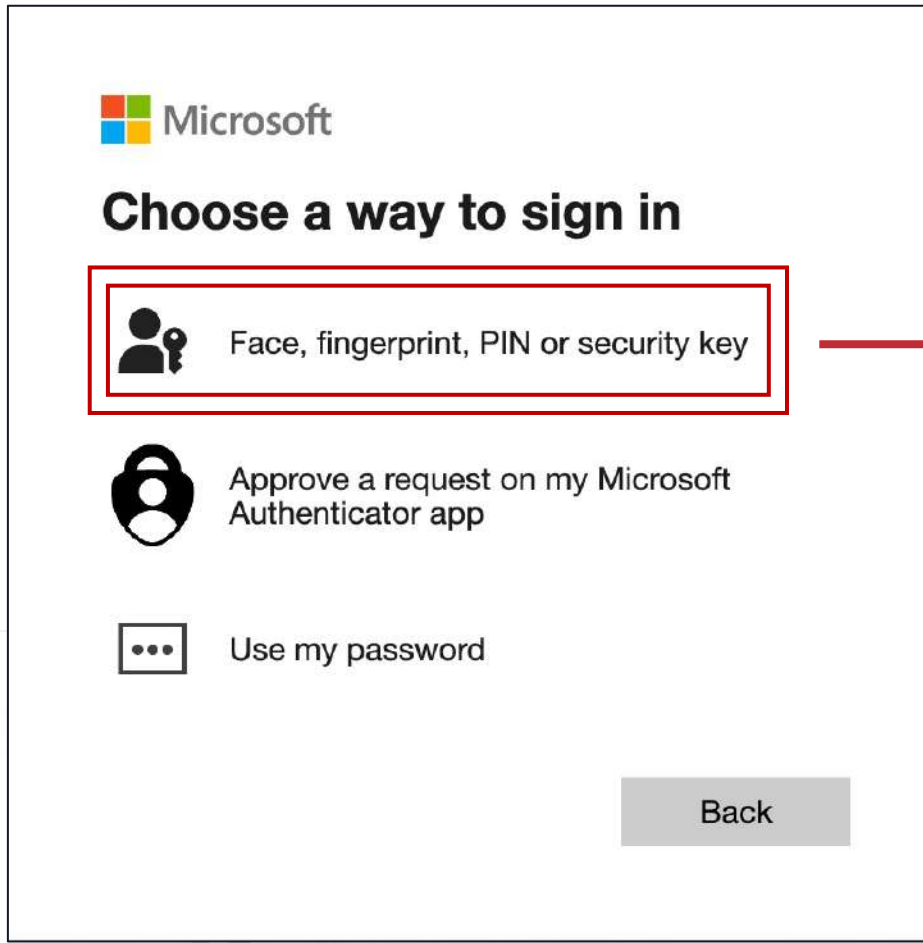 Microsoft
Choose a way to sign in
Face, fingerprint, PIN or security key
Approve a request on my Microsoft
Authenticator app
Use my password
Back